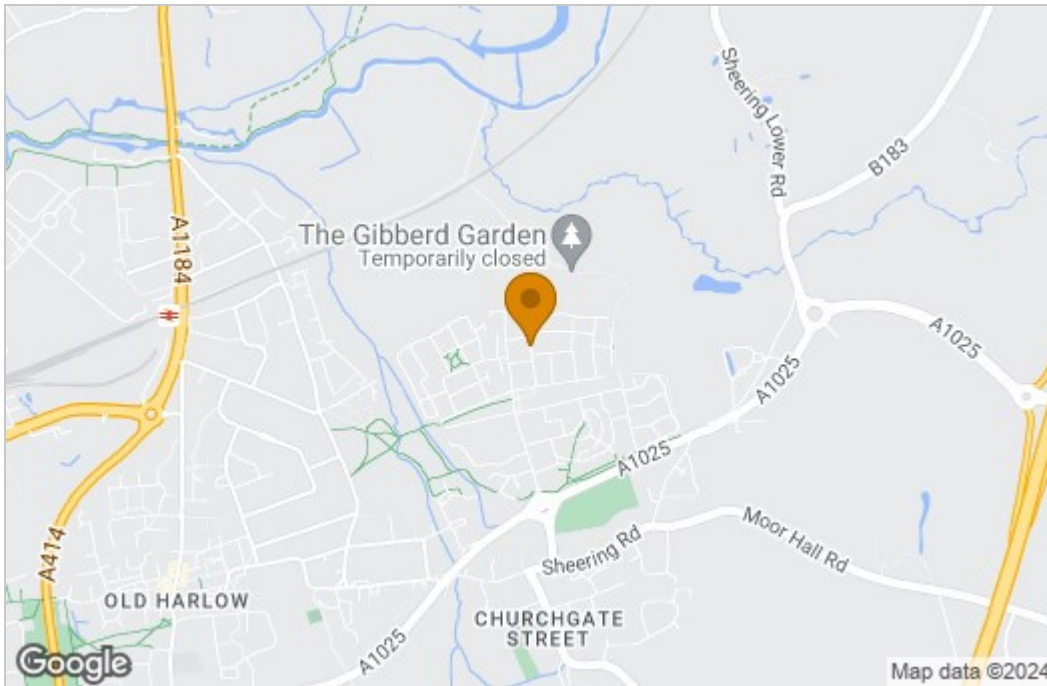 Sheering Lower Rd
B183
The Gibberd Garden
Temporarily closed
A1184
A1025
A1025
A1025
A414
Sheering Rd
Moor Hall Rd
OLD HARLOW
CHURCHGATE
STREET
A1025
Google
Map data ©2024